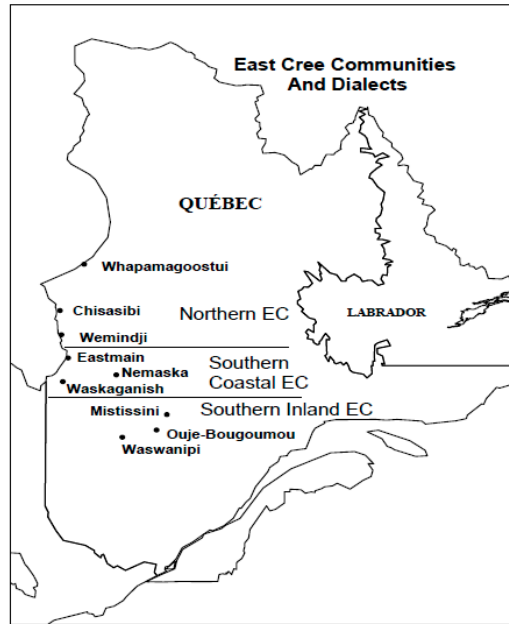 East Cree Communities
And Dialects
QUÉBEC
Whapamagoostui
Chisasibi
Northern EC
LABRADOR
Wemindji
Eastmain
Southern
Nemaska
Coastal EC
Waskaganish
Mistissini
Southern Inland EC
Ouje-Bougoumou
Waswanipi